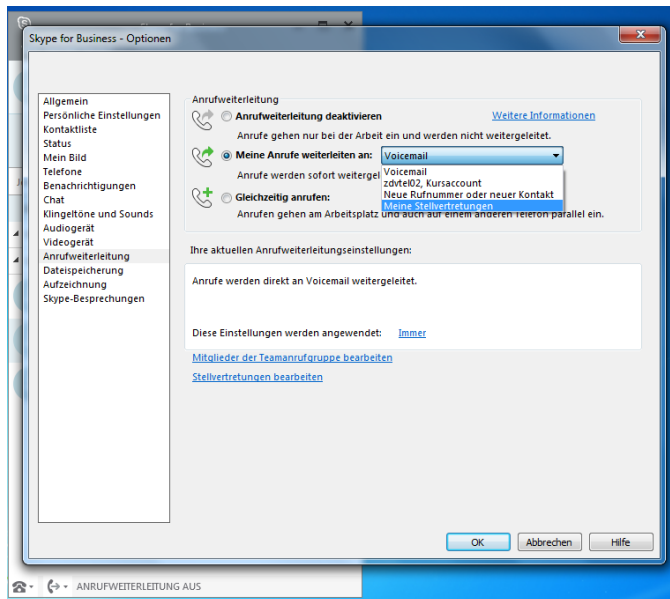 Skype for Business - Optionen
Allgemein
Persönliche Einstellungen
Kontaktliste
Status
Mein Bild
Telefone
Benachrichtigungen
Chat
Klingeltöne und Sounds
Audiogerät
Videogerät
Anrufweiterleitung
Dateispeicherung
Aufzeichnung
Skype-Besprechungen
Anrufweiterleitung
Anrufweiterleitung deaktivieren
Weitere Informationen
Anrufe gehen nur bei der Arbeit ein und werden nicht weitergeleitet.
Meine Anrufe weiterleiten an: Voicemail
Anrufe werden sofort weitergel
Voicemail
zdvtel02, Kursaccount
Neue Rufnummer oder neuer Kontakt
Meine Stellvertretungen
Gleichzeitig anrufen:
Anrufen gehen am Arbeitsplatz und auch auf einem anderen Telefon parallel ein.
Ihre aktuellen Anrufweiterleitungseinstellungen:
Anrufe werden direkt an Voicemail weitergeleitet.
Diese Einstellungen werden angewendet: Immer
Mitglieder der Teamanrufgruppe bearbeiten
Stellvertretungen bearbeiten
OK Abbrechen Hilfe
ANRUFWEITERLEITUNG AUS